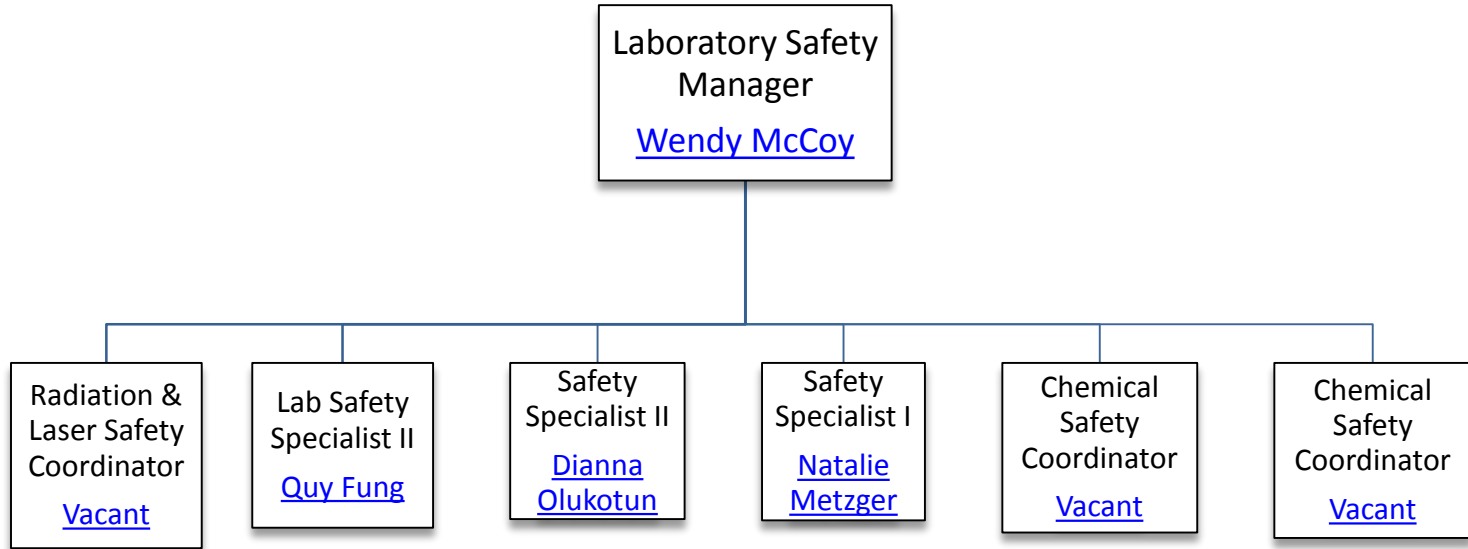 Laboratory Safety
Manager
Wendy McCoy
Radiation &
Laser Safety
Coordinator
Vacant
Lab Safety
Specialist II
Quy Fung
Safety
Specialist II
Dianna
Olukotun
Safety
Specialist I
Natalie
Metzger
Chemical
Safety
Coordinator
Vacant
Chemical
Safety
Coordinator
Vacant